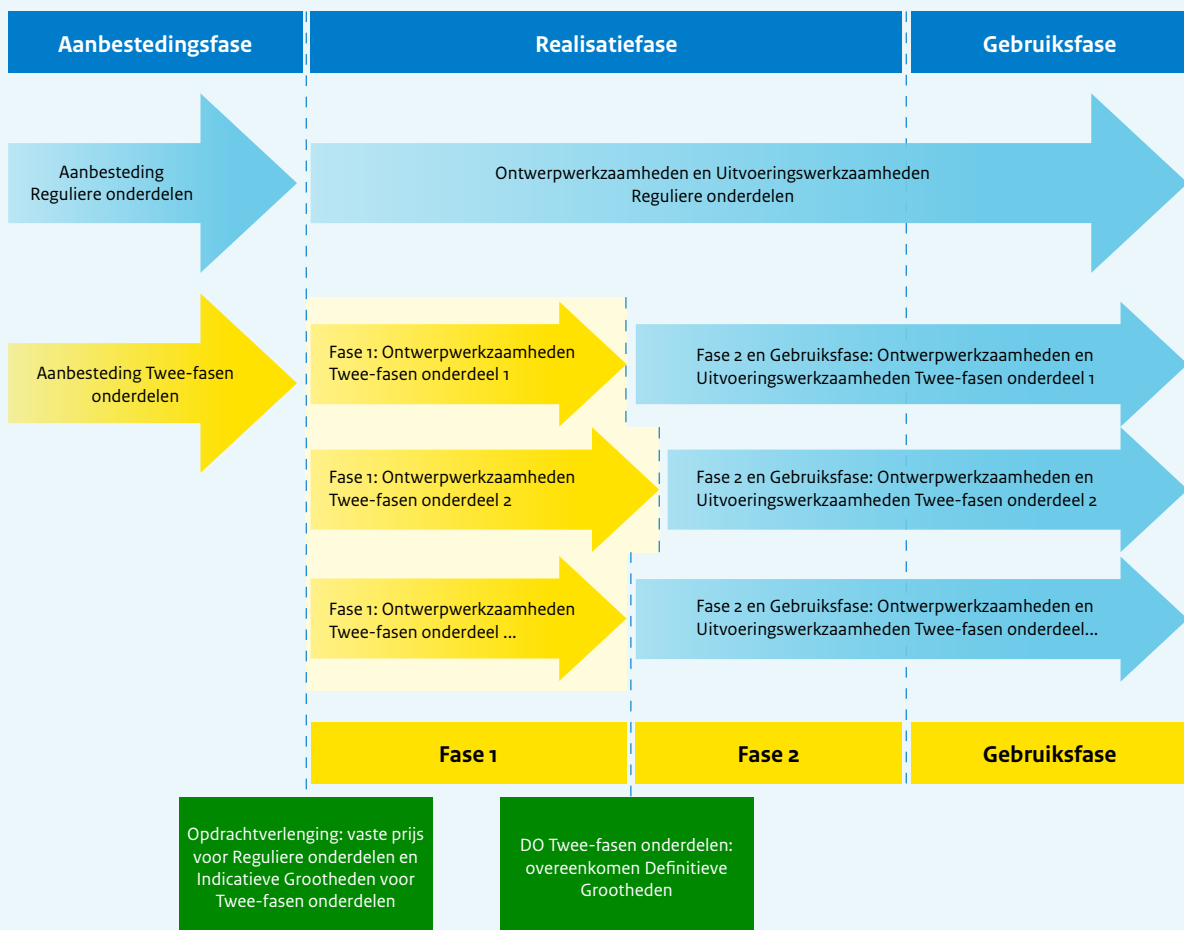 Aanbestedingsfase
Realisatiefase
Gebruiksfase
Aanbesteding
Reguliere onderdelen
Ontwerpwerkzaamheden en Uitvoeringswerkzaamheden
Reguliere onderdelen
Aanbesteding Twee-fasen
onderdelen
Fase 1: Ontwerpwerkzaamheden
Twee-fasen onderdeel 1
Fase 2 en Gebruiksfase: Ontwerpwerkzaamheden en
Uitvoeringswerkzaamheden Twee-fasen onderdeel 1
Fase 1: Ontwerpwerkzaamheden
Twee-fasen onderdeel 2
Fase 2 en Gebruiksfase: Ontwerpwerkzaamheden en
Uitvoeringswerkzaamheden Twee-fasen onderdeel 2
Fase 1: Ontwerpwerkzaamheden
Twee-fasen onderdeel ...
Fase 2 en Gebruiksfase: Ontwerpwerkzaamheden en
Uitvoeringswerkzaamheden Twee-fasen onderdeel...
Fase 1
Fase 2
Gebruiksfase
Opdrachtverlenging: vaste prijs
voor Reguliere onderdelen en
Indicatieve Grootheden voor
Twee-fasen onderdelen
DO Twee-fasen onderdelen:
overeenkomen Definitieve
Grootheden